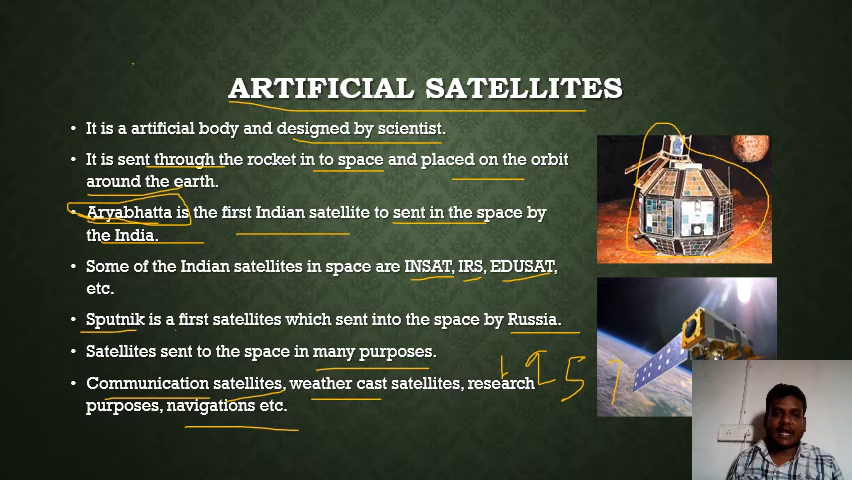 ARTIFICIAL SATELLITES
• It is a artificial body and designed by scientist.
• It is sent through the rocket in to space and placed on the orbit
around the earth.
• Aryabhatta is the first Indian satellite to sent in the space by
the India.
• Some of the Indian satellites in space are INSAT, IRS, EDUSAT,
etc.
• Sputnik is a first satellites which sent into the space by Russia.
• Satellites sent to the space in many purposes.
1957
• Communication satellites, weather cast satellites, research
purposes, navigations etc.